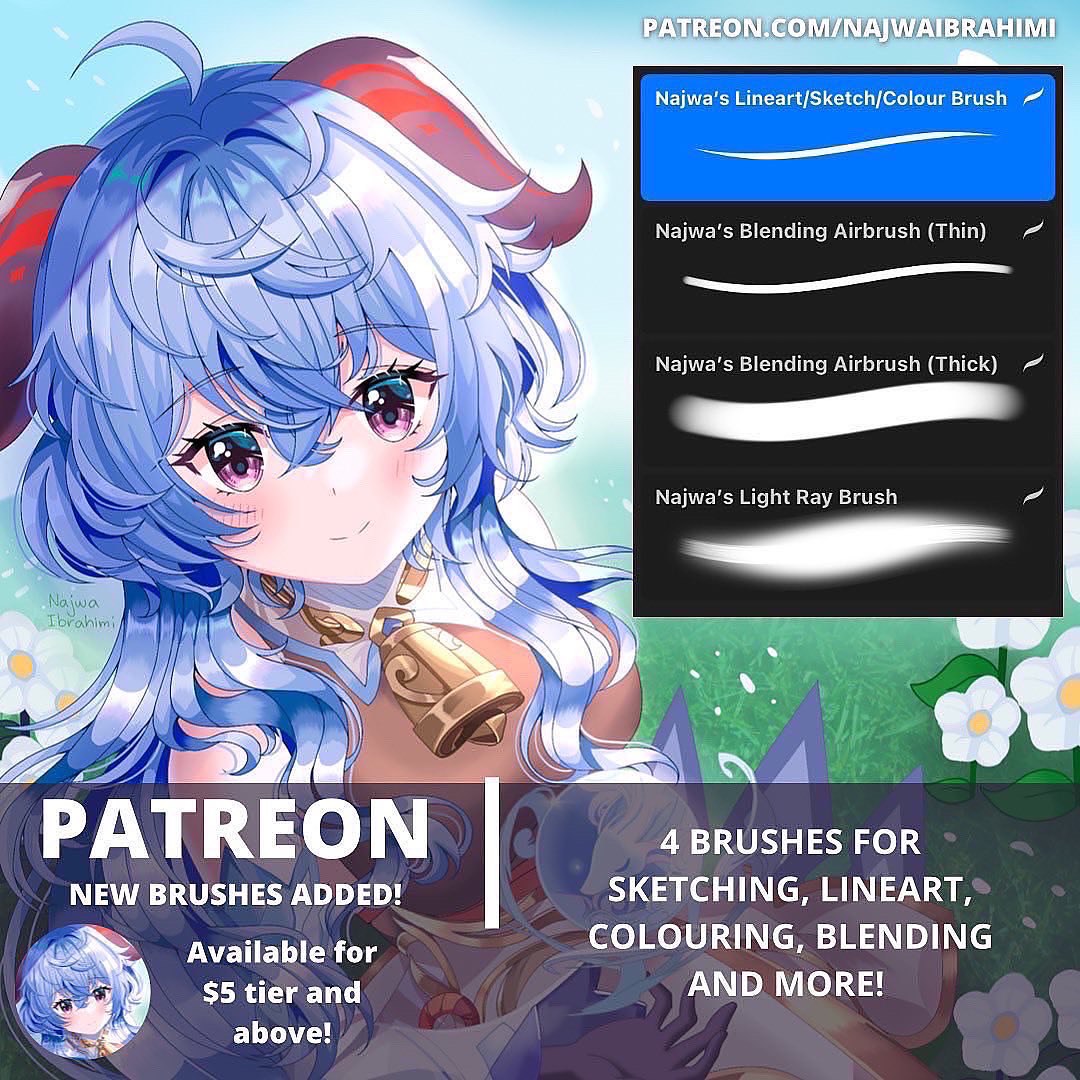 PATREON.COM/NAJWAIBRAHIMI
Najwa’s Lineart/Sketch/Colour Brush
Najwa’s Blending Airbrush (Thin)
Najwa’s Blending Airbrush (Thick)
Najwa’s Light Ray Brush
Najwa
Ibrahimi
PATREON
NEW BRUSHES ADDED!
Available for
$5 tier and
above!
4 BRUSHES FOR
SKETCHING, LINEART,
COLOURING, BLENDING
AND MORE!